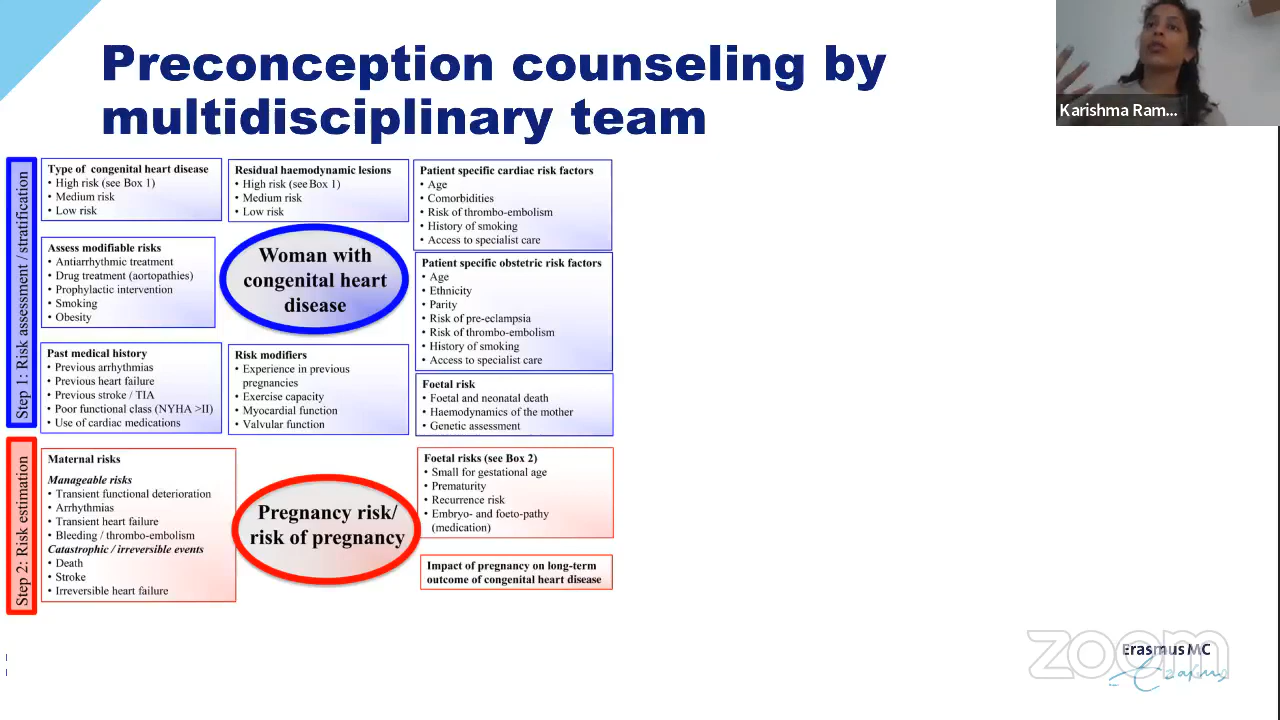 Preconception counseling by
multidisciplinary team
Karishma Ram...
Step 1: Risk assessment / stratification
Type of congenital heart disease
• High risk (see Box 1)
• Medium risk
• Low risk
Residual haemodynamic lesions
• High risk (see Box 1)
• Medium risk
• Low risk
Patient specific cardiac risk factors
• Age
• Comorbidities
• Risk of thrombo-embolism
• History of smoking
• Access to specialist care
Assess modifiable risks
• Antiarrhythmic treatment
• Drug treatment (aortopathies)
• Prophylactic intervention
• Smoking
• Obesity
Woman with
congenital heart
disease
Patient specific obstetric risk factors
• Age
• Ethnicity
• Parity
• Risk of pre-eclampsia
• Risk of thrombo-embolism
• History of smoking
• Access to specialist care
Past medical history
• Previous arrhythmias
• Previous heart failure
• Previous stroke / TIA
• Poor functional class (NYHA >II)
• Use of cardiac medications
Risk modifiers
• Experience in previous
pregnancies
• Exercise capacity
• Myocardial function
• Valvular function
Foetal risk
• Foetal and neonatal death
• Haemodynamics of the mother
• Genetic assessment
Step 2: Risk estimation
Maternal risks
Manageable risks
• Transient functional deterioration
• Arrhythmias
• Transient heart failure
• Bleeding / thrombo-embolism
Catastrophic / irreversible events
• Death
• Stroke
• Irreversible heart failure
Pregnancy risk/
risk of pregnancy
Foetal risks (see Box 2)
• Small for gestational age
• Prematurity
• Recurrence risk
• Embryo- and foeto-pathy
(medication)
Impact of pregnancy on long-term
outcome of congenital heart disease
zoom
Erasmus MC
Erasmus